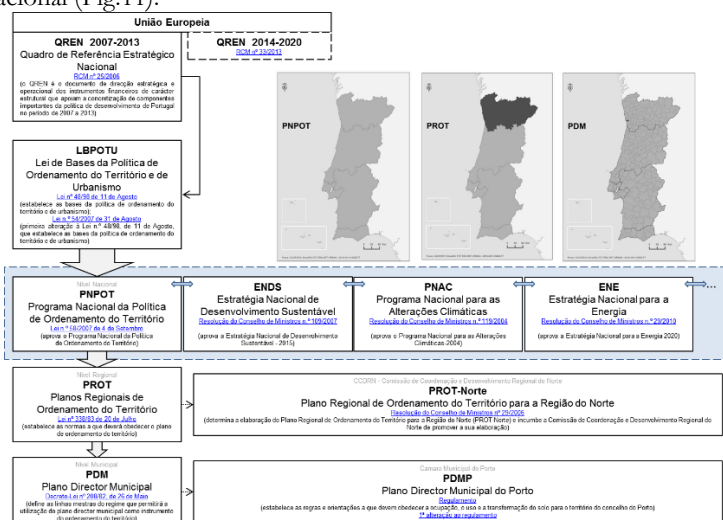 nacional (Fig.11).
União Europeia
QREN 2007-2013
Quadro de Referência Estratégico
Nacional
RCM nº 25/2006
(o QREN é o documento de direcção estratégica e
operacional dos instrumentos financeiros de carácter
estrutural que apoiam a concretização de componentes
importantes da política de desenvolvimento de Portugal
no período de 2007 a 2013)
QREN 2014-2020
RCM nº 33/2013
PNPOT
PROT
PDM
LBPOTU
Lei de Bases da Política de
Ordenamento do Território e de
Urbanismo
Lei nº 48/98 de 11 de Agosto
(estabelece as bases da política de ordenamento do
território e de urbanismo);
Lei n.º 54/2007 de 31 de Agosto
(primeira alteração à Lei n.º 48/98, de 11 de Agosto,
que estabelece as bases da política de ordenamento do
território e de urbanismo)
Nível Nacional
PNPOT
Programa Nacional da Política
de Ordenamento do Território
Lei nº 58/2007 de 4 de Setembro
(aprova o Programa Nacional da Política
de Ordenamento do Território)
ENDS
Estratégia Nacional de
Desenvolvimento Sustentável
Resolução do Conselho de Ministros n.º 109/2007
(aprova a Estratégia Nacional de Desenvolvimento
Sustentável - 2015)
PNAC
Programa Nacional para as
Alterações Climáticas
Resolução do Conselho de Ministros n.º 119/2004
(aprova o Programa Nacional para as Alterações
Climáticas 2004)
ENE
Estratégia Nacional para a
Energia
Resolução do Conselho de Ministros n.º 29/2010
(aprova a Estratégia Nacional para a Energia 2020)
...
Nível Regional
PROT
Planos Regionais de
Ordenamento do Território
Lei nº 338/83 de 20 de Julho
(estabelece as normas a que deverá obedecer o plano
de ordenamento do território)
CCDRN - Comissão de Coordenação e Desenvolvimento Regional do Norte
PROT-Norte
Plano Regional de Ordenamento do Território para a Região do Norte
Resolução do Conselho de Ministros nº 29/2006
(determina a elaboração do Plano Regional de Ordenamento do Território para a Região de Norte (PROT Norte) e incumbe a Comissão de Coordenação e Desenvolvimento Regional do
Norte de promover a sua elaboração)
Nível Municipal
PDM
Plano Director Municipal
Decreto-Lei nº 208/82, de 26 de Maio
(define as linhas mestras do regime que permitirá a
utilização do plano director municipal como instrumento
do ordenamento do território)
Câmara Municipal do Porto
PDMP
Plano Director Municipal do Porto
Regulamento
(estabelece as regras e orientações a que devem obedecer a ocupação, o uso e a transformação do solo para o território do concelho do Porto)
1ª alteração ao regulamento